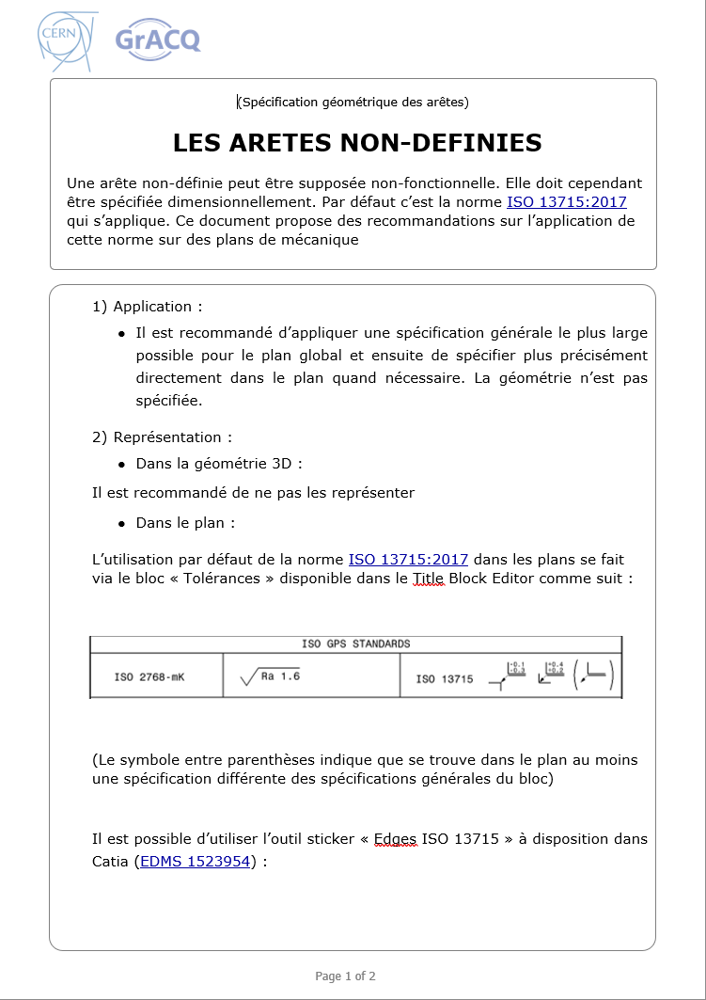 CERN
GrACQ
(Spécification géométrique des arêtes)
LES ARETES NON-DEFINIES
Une arête non-définie peut être supposée non-fonctionnelle. Elle doit cependant
être spécifiée dimensionnellement. Par défaut c’est la norme ISO 13715:2017
qui s’applique. Ce document propose des recommandations sur l’application de
cette norme sur des plans de mécanique
1) Application :
• Il est recommandé d’appliquer une spécification générale le plus large
possible pour le plan global et ensuite de spécifier plus précisément
directement dans le plan quand nécessaire. La géométrie n’est pas
spécifiée.
2) Représentation :
• Dans la géométrie 3D :
Il est recommandé de ne pas les représenter
• Dans le plan :
L’utilisation par défaut de la norme ISO 13715:2017 dans les plans se fait
via le bloc « Tolérances » disponible dans le Title Block Editor comme suit :
ISO GPS STANDARDS
ISO 2768-mK
Ra 1.6
ISO 13715
-0.1
-0.3
+0.4
+0.2
(Le symbole entre parenthèses indique que se trouve dans le plan au moins
une spécification différente des spécifications générales du bloc)
Il est possible d’utiliser l’outil sticker « Edges ISO 13715 » à disposition dans
Catia (EDMS 1523954) :
Page 1 of 2